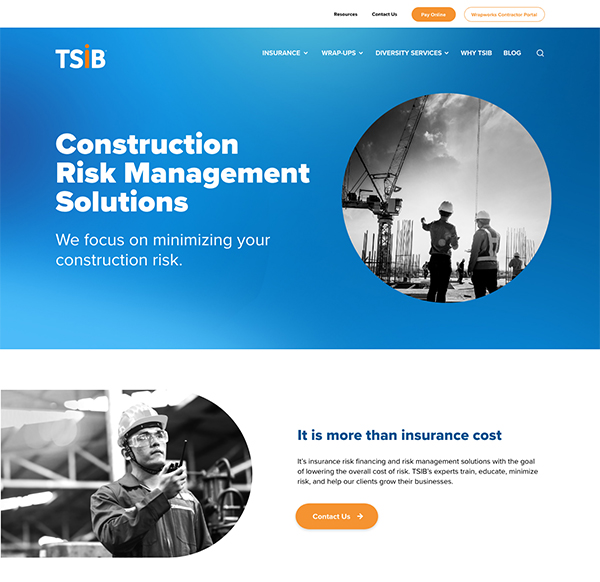 Resources Contact Us Pay Online Wrapworks Contractor Portal
TSiB INSURANCE WRAP-UPS DIVERSITY SERVICES WHY TSIB BLOG
Construction
Risk Management
Solutions
We focus on minimizing your
construction risk.
It is more than insurance cost
It's insurance risk financing and risk management solutions with the goal
of lowering the overall cost of risk. TSIB's experts train, educate, minimize
risk, and help our clients grow their businesses.
Contact Us